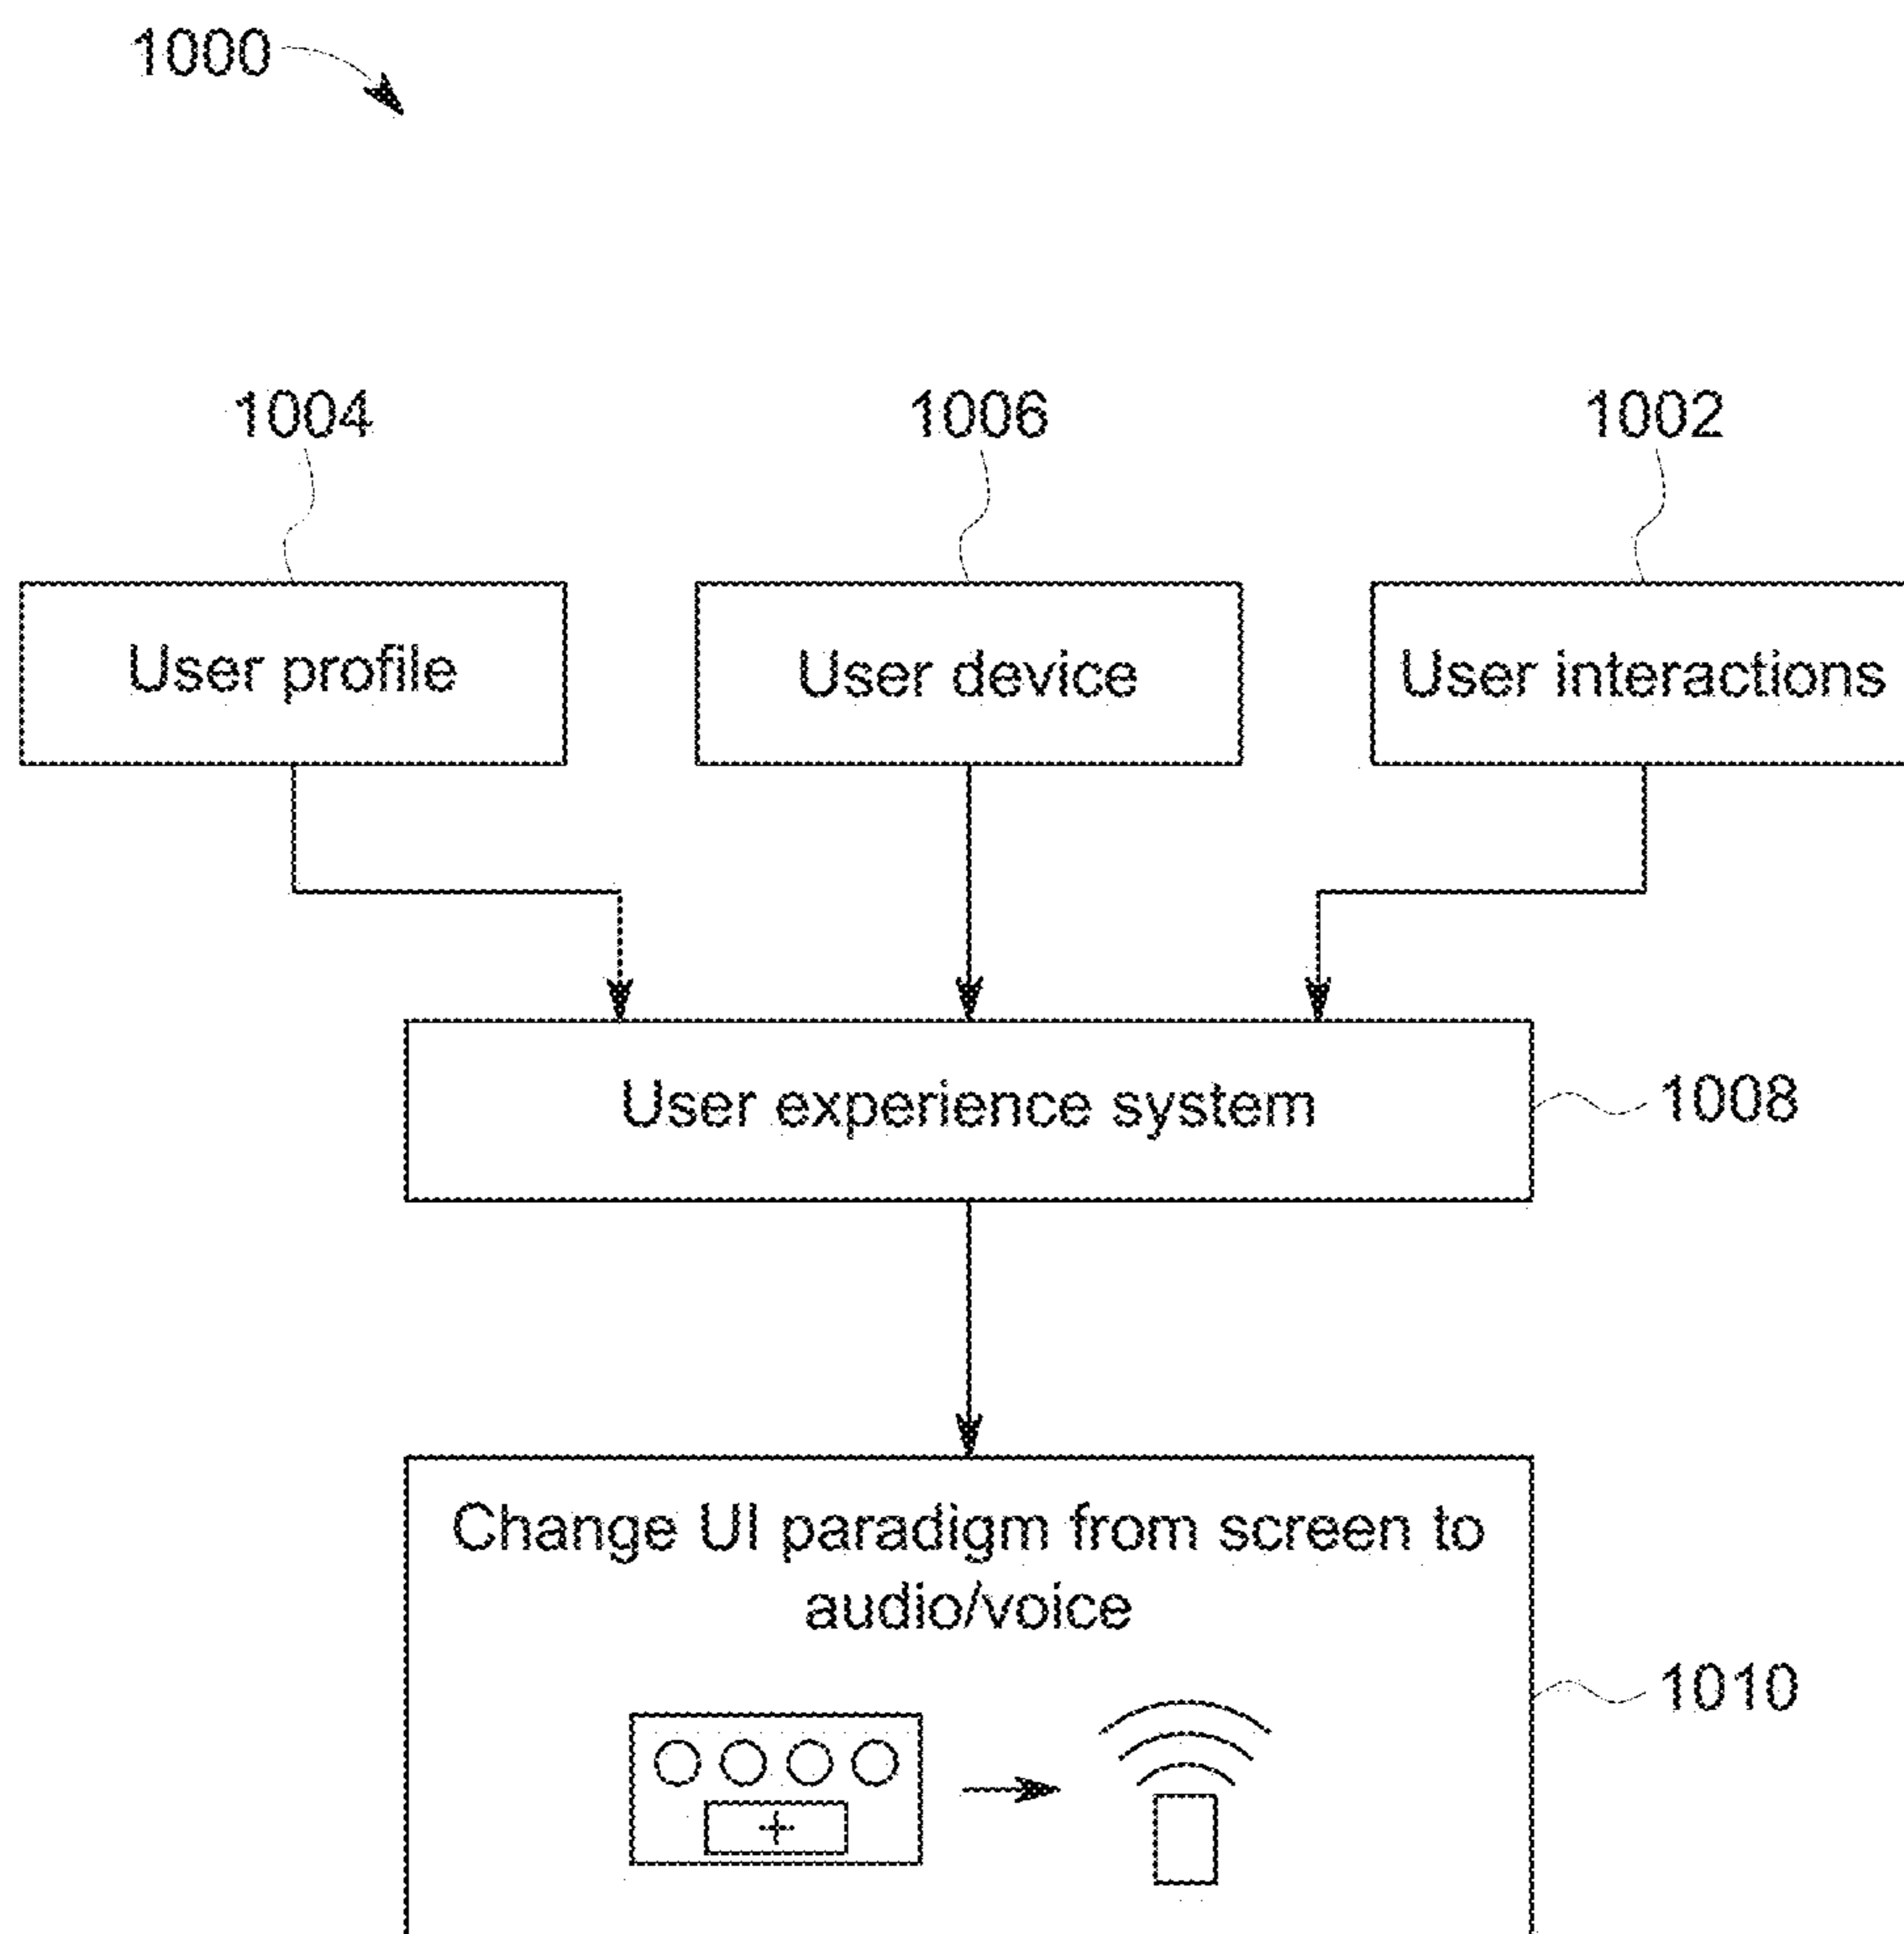 1000
1004
1006
1002
User profile
User device
User interactions
User experience system
1008
Change UI paradigm from screen to
audio/voice
1010
+